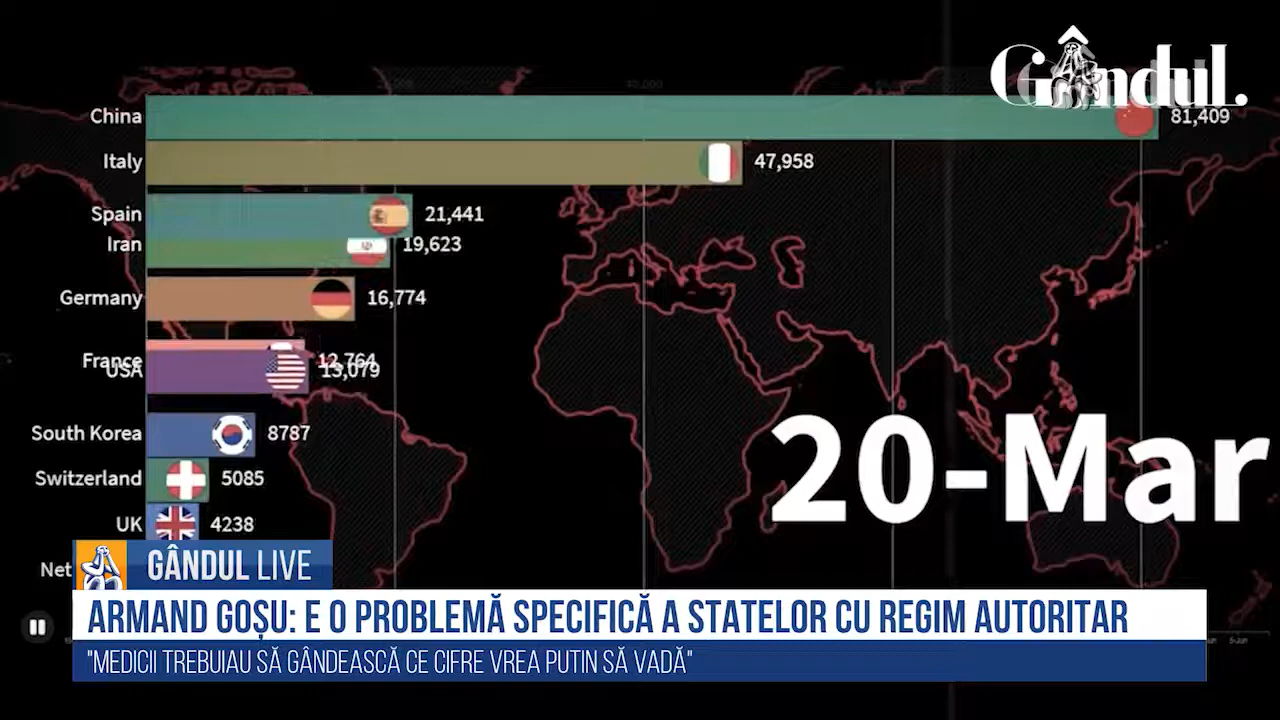 Gândul.
China 81,409
Italy 47,958
Spain 21,441
Iran 19,623
Germany 16,774
France 12,764
USA 13,079
20-Mar
South Korea 8787
Switzerland 5085
UK 4238
Net
GÂNDUL LIVE
ARMAND GOȘU: E O PROBLEMĂ SPECIFICĂ A STATELOR CU REGIM AUTORITAR
"MEDICII TREBUIAU SĂ GÂNDEASCĂ CE CIFRE VREA PUTIN SĂ VADĂ"